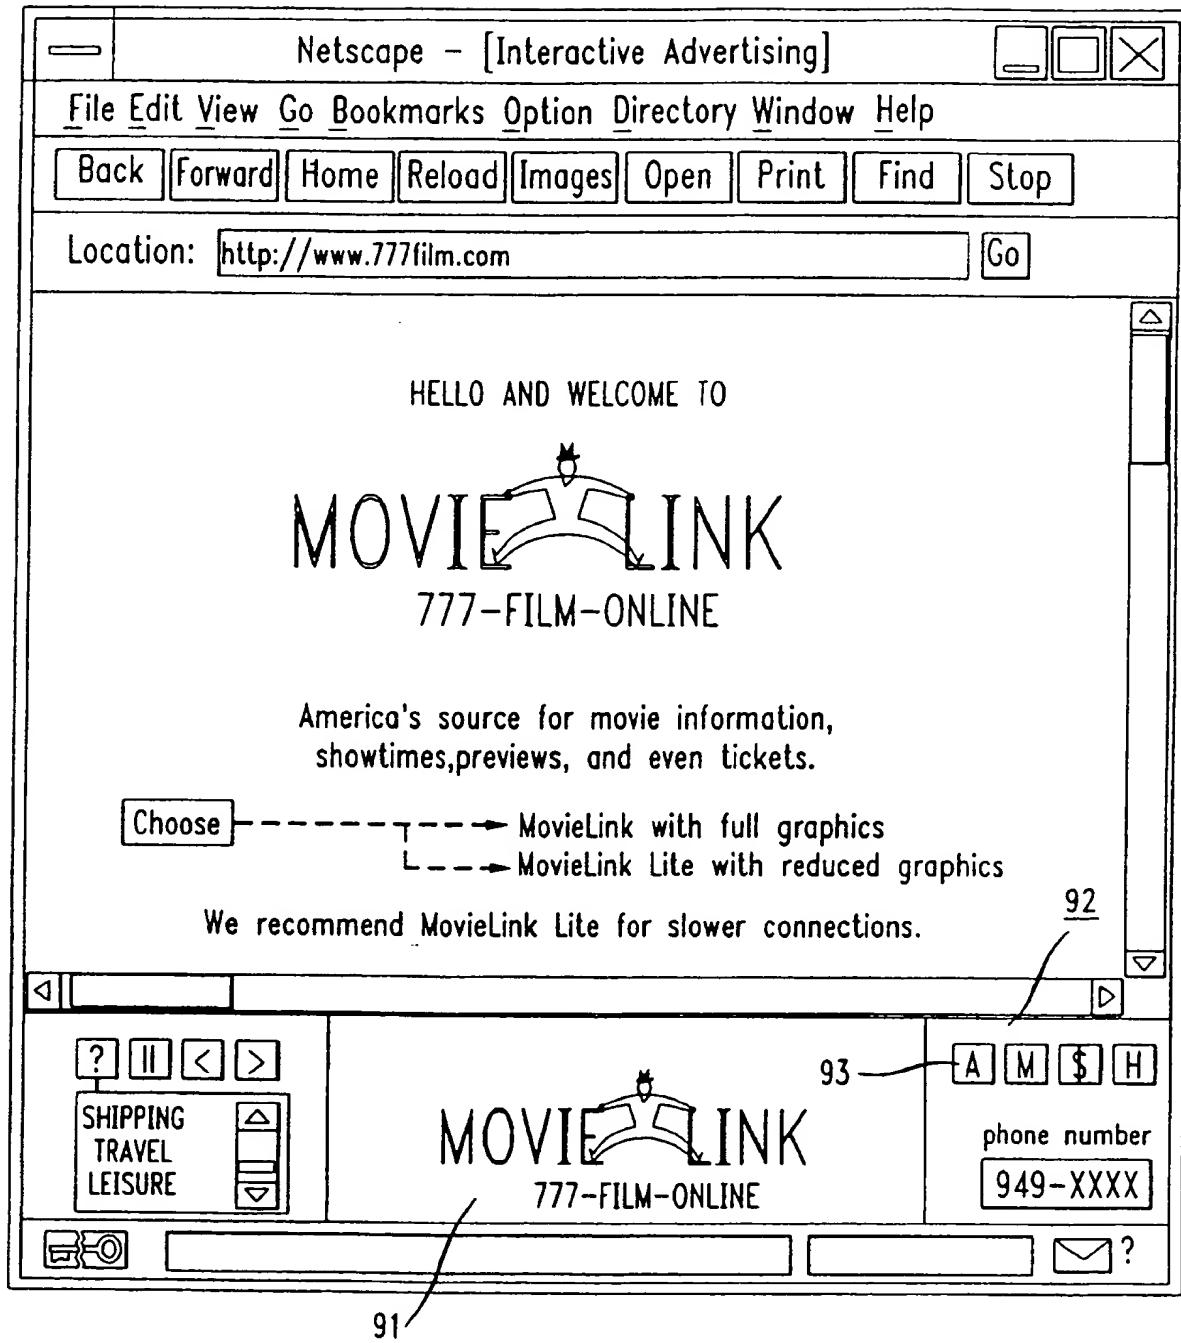 Netscape - [Interactive Advertising]
File Edit View Go Bookmarks Option Directory Window Help
Back Forward Home Reload Images Open Print Find Stop
Location: http://www.777film.com Go
HELLO AND WELCOME TO
MOVIELINK
777-FILM-ONLINE
America's source for movie information,
showtimes,previews, and even tickets.
Choose MovieLink with full graphics
MovieLink Lite with reduced graphics
We recommend MovieLink Lite for slower connections.
92
? || < >
SHIPPING
TRAVEL
LEISURE
MOVIELINK
777-FILM-ONLINE
93 A M $ H
phone number
949-XXXX
?
91